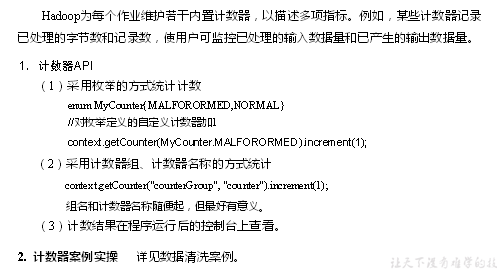 Hadoop为每个作业维护若干内置计数器，以描述多项指标。例如，某些计数器记录
已处理的字节数和记录数，使用户可监控已处理的输入数据量和已产生的输出数据量。
1. 计数器API
（1）采用枚举的方式统计计数
enum MyCounter{MALFORORMED,NORMAL}
//对枚举定义的自定义计数器加1
context.getCounter(MyCounter.MALFORORMED).increment(1);
（2）采用计数器组、计数器名称的方式统计
context.getCounter("counterGroup", "counter").increment(1);
组名和计数器名称随便起，但最好有意义。
（3）计数结果在程序运行后的控制台上查看。
2. 计数器案例实操 详见数据清洗案例。
让天下没有难学的技